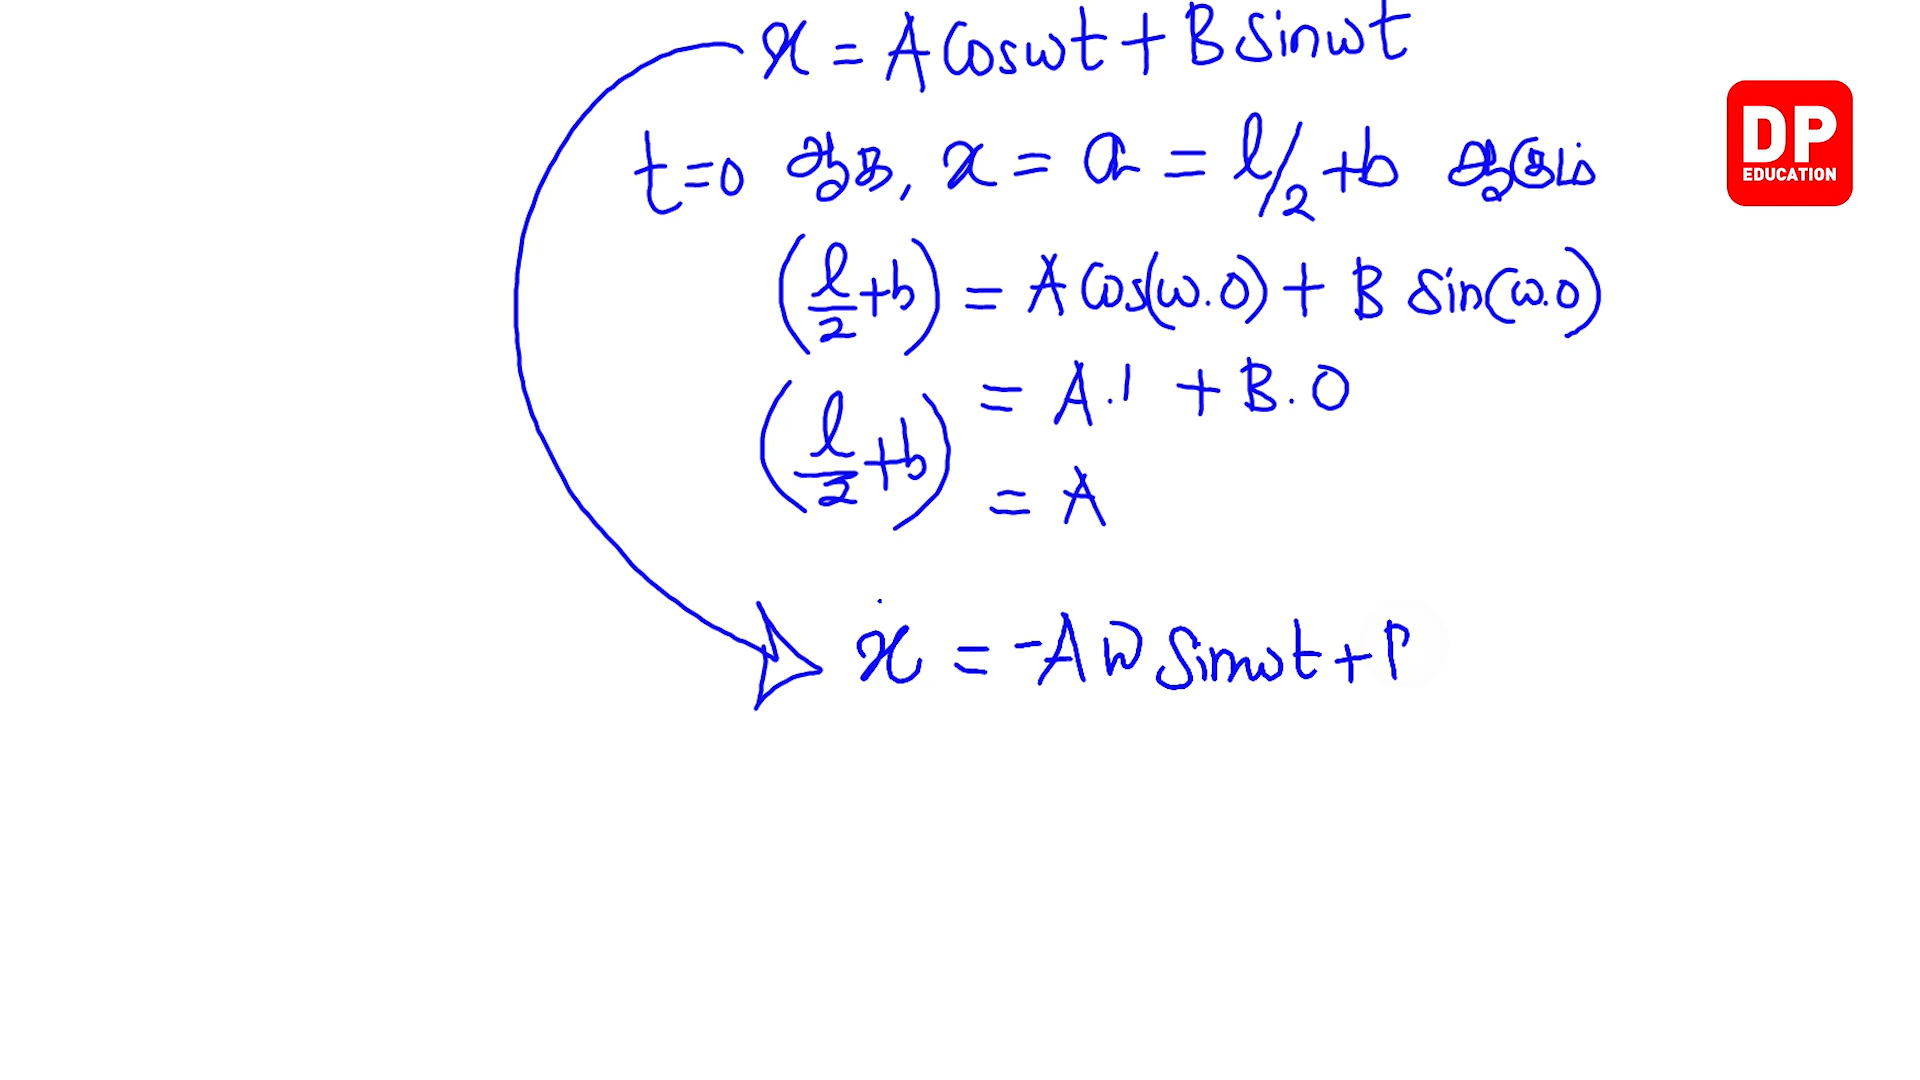 x = A Cos ωt + B Sin ωt
DP
EDUCATION
t=0 x = a = l/2 + b
(l/2 + b) = A Cos(ω.0) + B Sin(ω.0)
= A.1 + B.0
(l/2 + b)
= A
ẋ = -Aω Sin ωt +